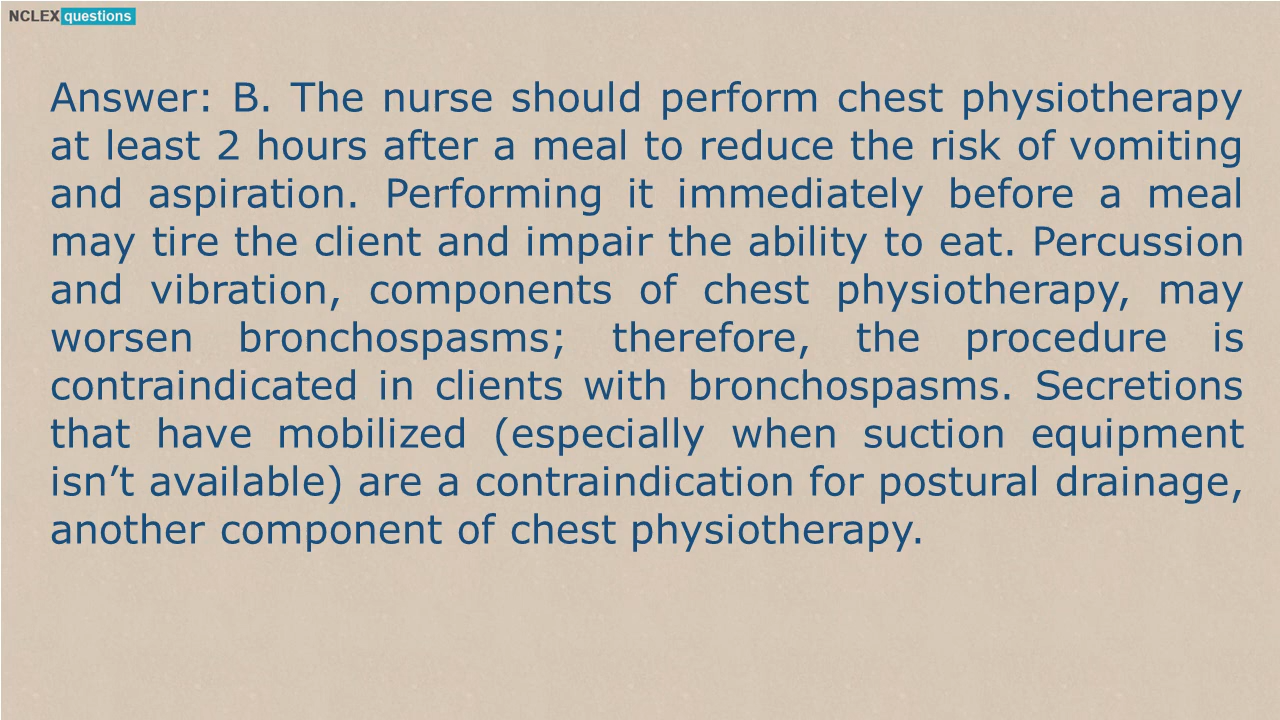 NCLEX questions
Answer: B. The nurse should perform chest physiotherapy
at least 2 hours after a meal to reduce the risk of vomiting
and aspiration. Performing it immediately before a meal
may tire the client and impair the ability to eat. Percussion
and vibration, components of chest physiotherapy, may
worsen bronchospasms; therefore, the procedure is
contraindicated in clients with bronchospasms. Secretions
that have mobilized (especially when suction equipment
isn’t available) are a contraindication for postural drainage,
another component of chest physiotherapy.